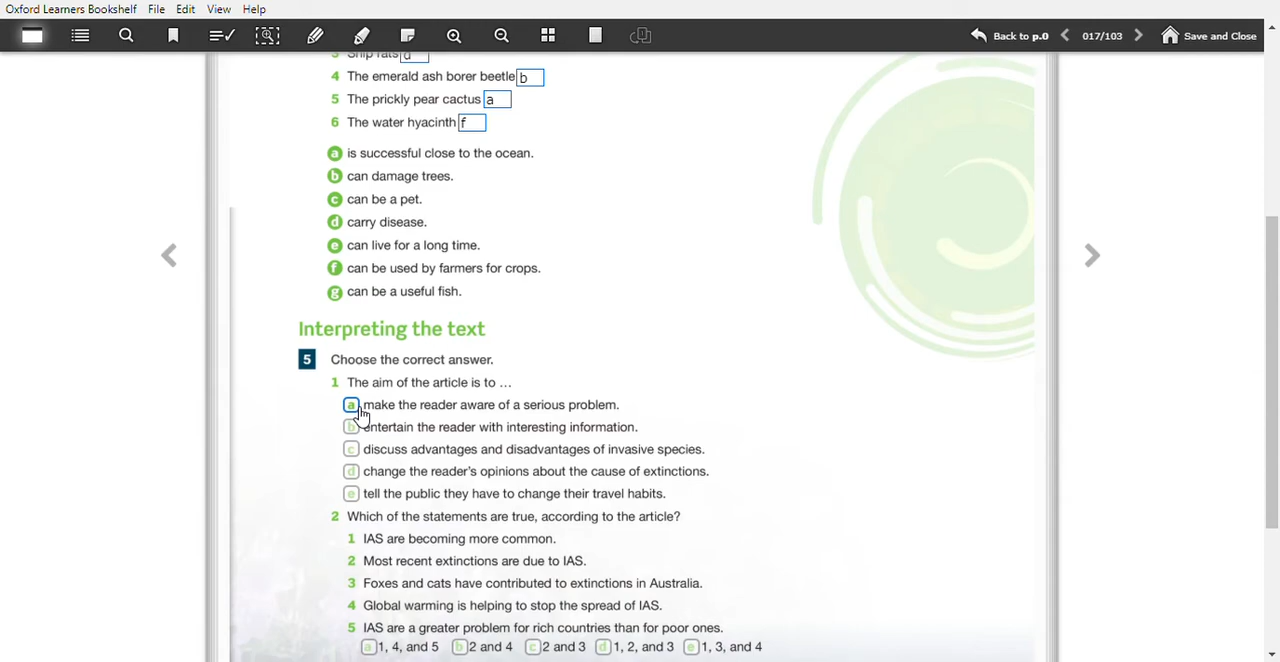 Oxford Learners Bookshelf File Edit View Help
Back to p.0 017/103 Save and Close
3 Ship rats d
4 The emerald ash borer beetle b
5 The prickly pear cactus a
6 The water hyacinth f
a is successful close to the ocean.
b can damage trees.
c can be a pet.
d carry disease.
e can live for a long time.
f can be used by farmers for crops.
g can be a useful fish.
Interpreting the text
5 Choose the correct answer.
1 The aim of the article is to ...
a make the reader aware of a serious problem.
b entertain the reader with interesting information.
c discuss advantages and disadvantages of invasive species.
d change the reader's opinions about the cause of extinctions.
e tell the public they have to change their travel habits.
2 Which of the statements are true, according to the article?
1 IAS are becoming more common.
2 Most recent extinctions are due to IAS.
3 Foxes and cats have contributed to extinctions in Australia.
4 Global warming is helping to stop the spread of IAS.
5 IAS are a greater problem for rich countries than for poor ones.
a 1, 4, and 5 b 2 and 4 c 2 and 3 d 1, 2, and 3 e 1, 3, and 4